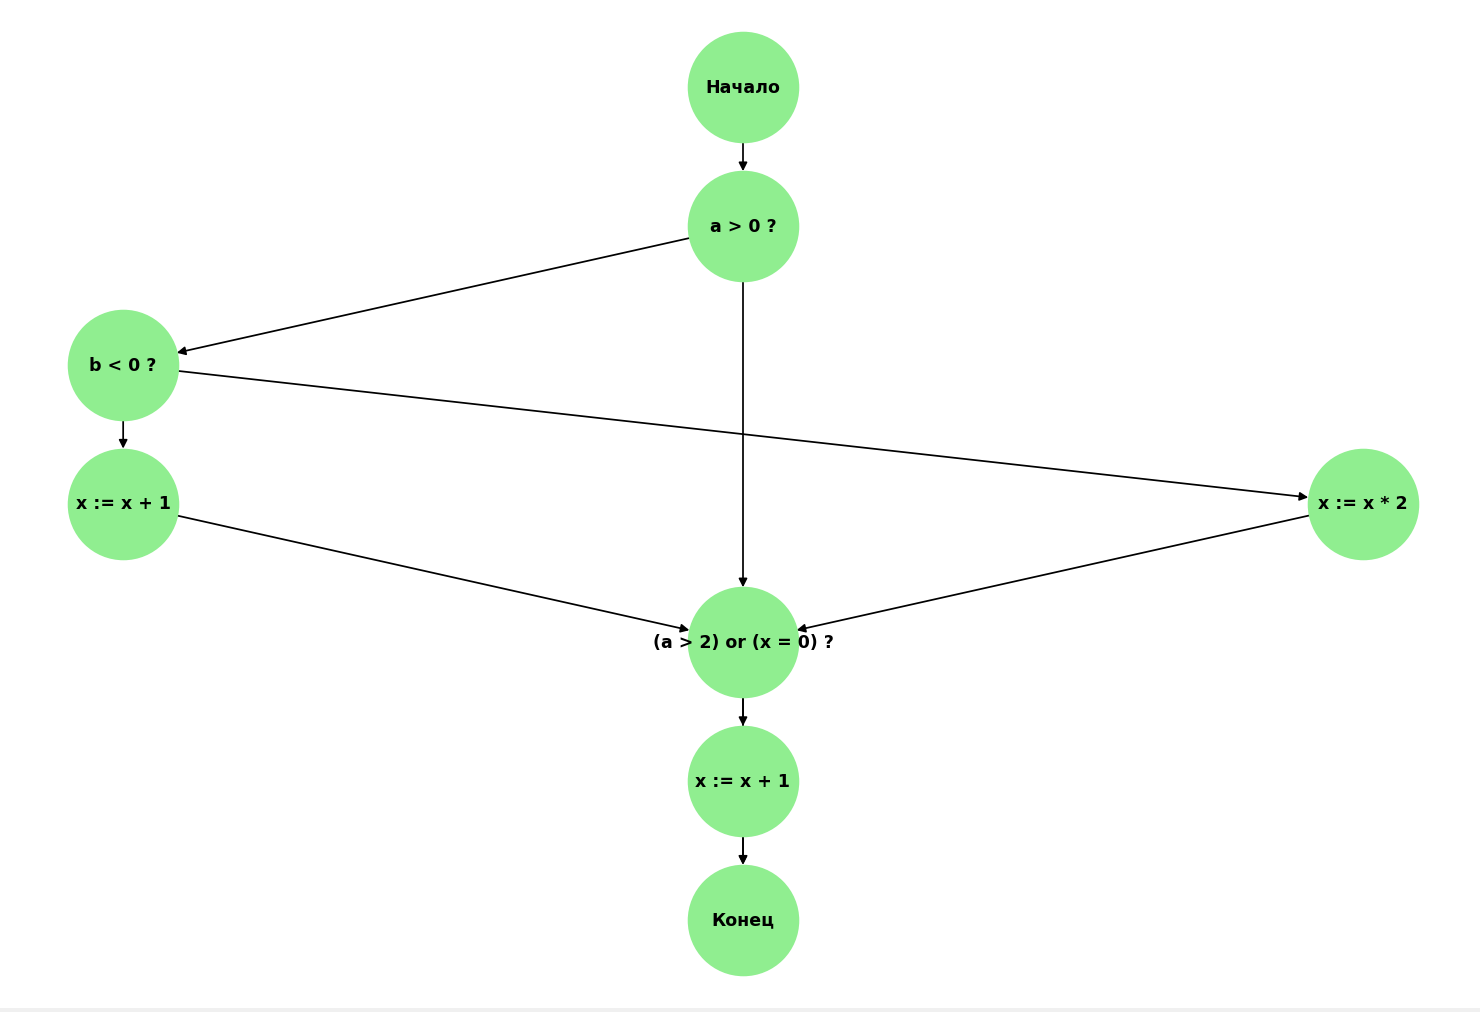 Начало
a > 0 ?
b < 0 ?
x := x + 1
x := x * 2
(a > 2) or (x = 0) ?
x := x + 1
Конец